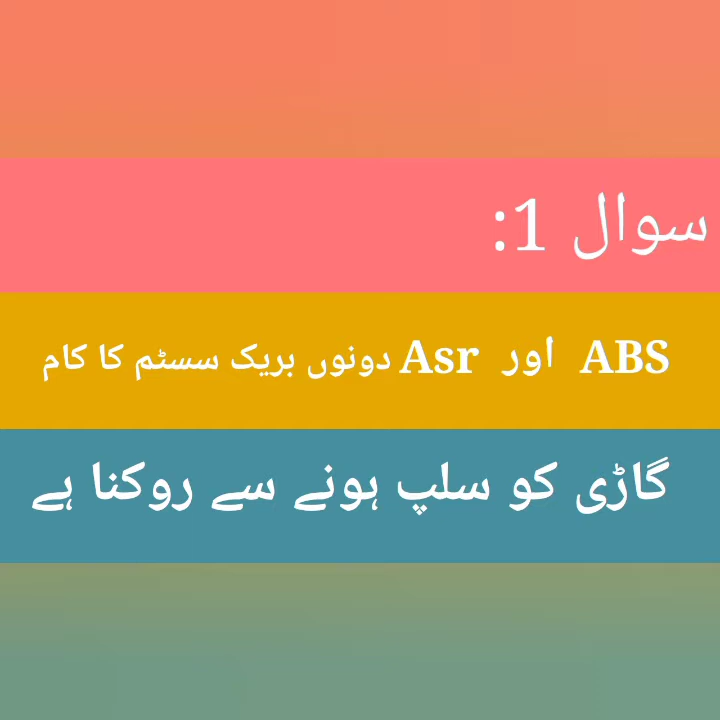 سوال 1:
ABS اور Asr دونوں بریک سسٹم کا کام
گاڑی کو سلپ ہونے سے روکنا ہے